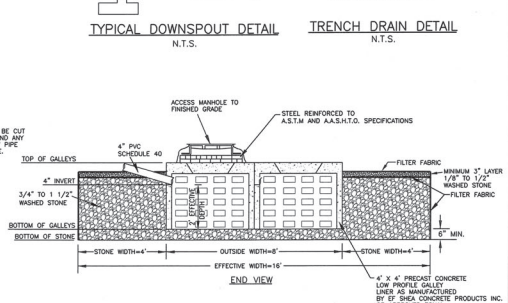 TYPICAL DOWNSPOUT DETAIL
N.T.S.
TRENCH DRAIN DETAIL
N.T.S.
BE CUT
ND ANY
PIPE
E.
ACCESS MANHOLE TO
FINISHED GRADE
STEEL REINFORCED TO
A.S.T.M AND A.A.S.H.T.O. SPECIFICATIONS
4" PVC
SCHEDULE 40
TOP OF GALLEYS
4" INVERT
3/4" TO 1 1/2"
WASHED STONE
BOTTOM OF GALLEYS
BOTTOM OF STONE
2' EFFECTIVE
DEPTH
FILTER FABRIC
MINIMUM 3" LAYER
1/8" TO 1/2"
WASHED STONE
FILTER FABRIC
6" MIN.
STONE WIDTH=4'
OUTSIDE WIDTH=8'
STONE WIDTH=4'
EFFECTIVE WIDTH=16'
END VIEW
4' X 4' PRECAST CONCRETE
LOW PROFILE GALLEY
LINER AS MANUFACTURED
BY EF SHEA CONCRETE PRODUCTS INC.